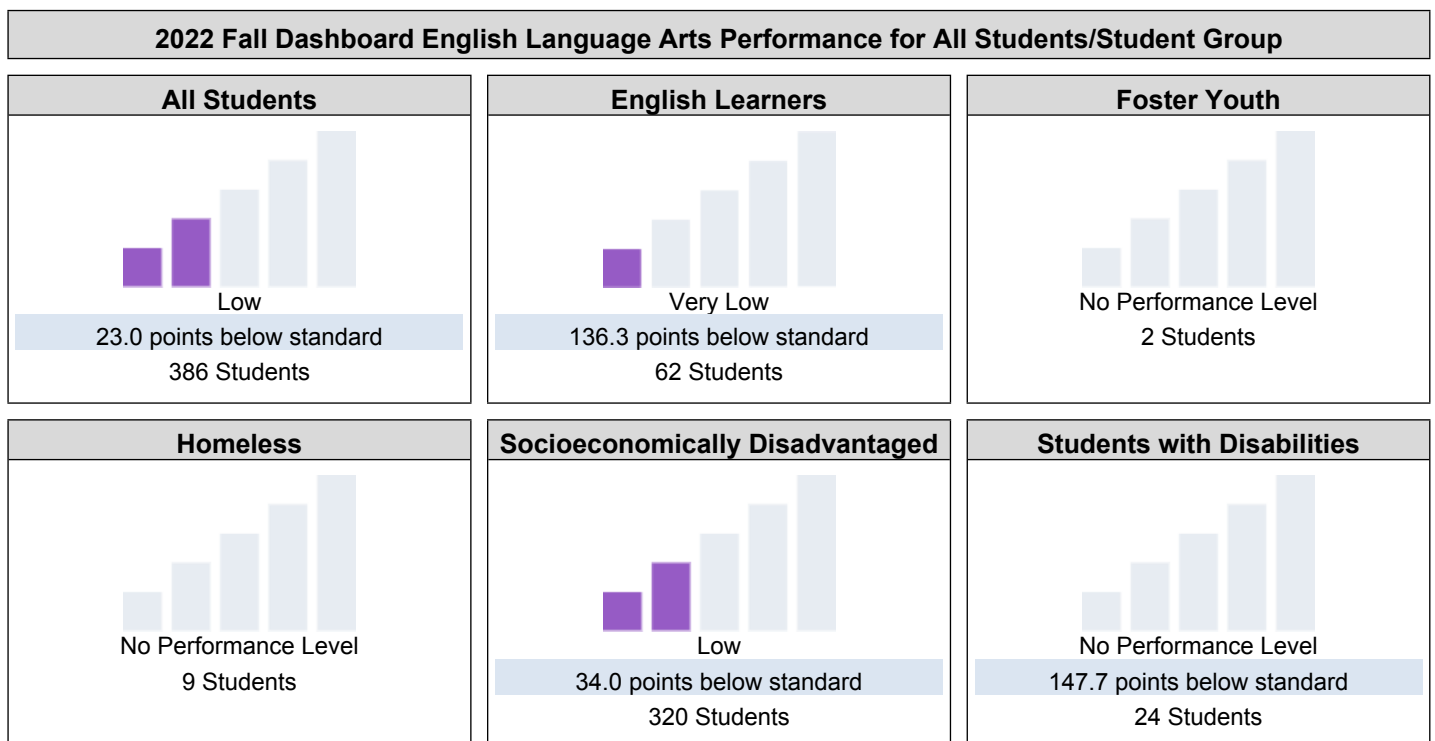 2022 Fall Dashboard English Language Arts Performance for All Students/Student Group
All Students
Low
23.0 points below standard
386 Students
English Learners
Very Low
136.3 points below standard
62 Students
Foster Youth
No Performance Level
2 Students
Homeless
No Performance Level
9 Students
Socioeconomically Disadvantaged
Low
34.0 points below standard
320 Students
Students with Disabilities
No Performance Level
147.7 points below standard
24 Students